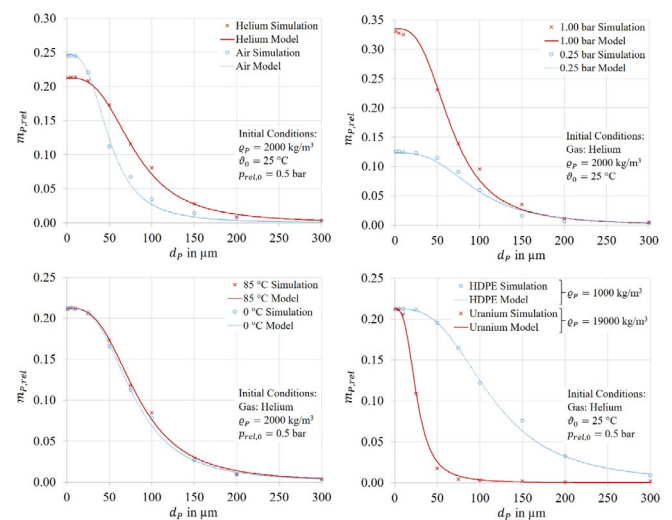 0.30
0.25
0.20
0.15
0.10
0.05
0.00
m_{P,rel}
0 50 100 150 200 250 300
d_P in µm
Helium Simulation
Helium Model
Air Simulation
Air Model
Initial Conditions:
ϱ_P = 2000 kg/m³
ϑ_0 = 25 °C
p_{rel,0} = 0.5 bar
0.35
0.30
0.25
0.20
0.15
0.10
0.05
0.00
m_{P,rel}
0 50 100 150 200 250 300
d_P in µm
1.00 bar Simulation
1.00 bar Model
0.25 bar Simulation
0.25 bar Model
Initial Conditions:
Gas: Helium
ϱ_P = 2000 kg/m³
ϑ_0 = 25 °C
0.25
0.20
0.15
0.10
0.05
0.00
m_{P,rel}
0 50 100 150 200 250 300
d_P in µm
85 °C Simulation
85 °C Model
0 °C Simulation
0 °C Model
Initial Conditions:
Gas: Helium
ϱ_P = 2000 kg/m³
p_{rel,0} = 0.5 bar
0.25
0.20
0.15
0.10
0.05
0.00
m_{P,rel}
0 50 100 150 200 250 300
d_P in µm
HDPE Simulation
HDPE Model
ϱ_P = 1000 kg/m³
Uranium Simulation
Uranium Model
ϱ_P = 19000 kg/m³
Initial Conditions:
Gas: Helium
ϑ_0 = 25 °C
p_{rel,0} = 0.5 bar